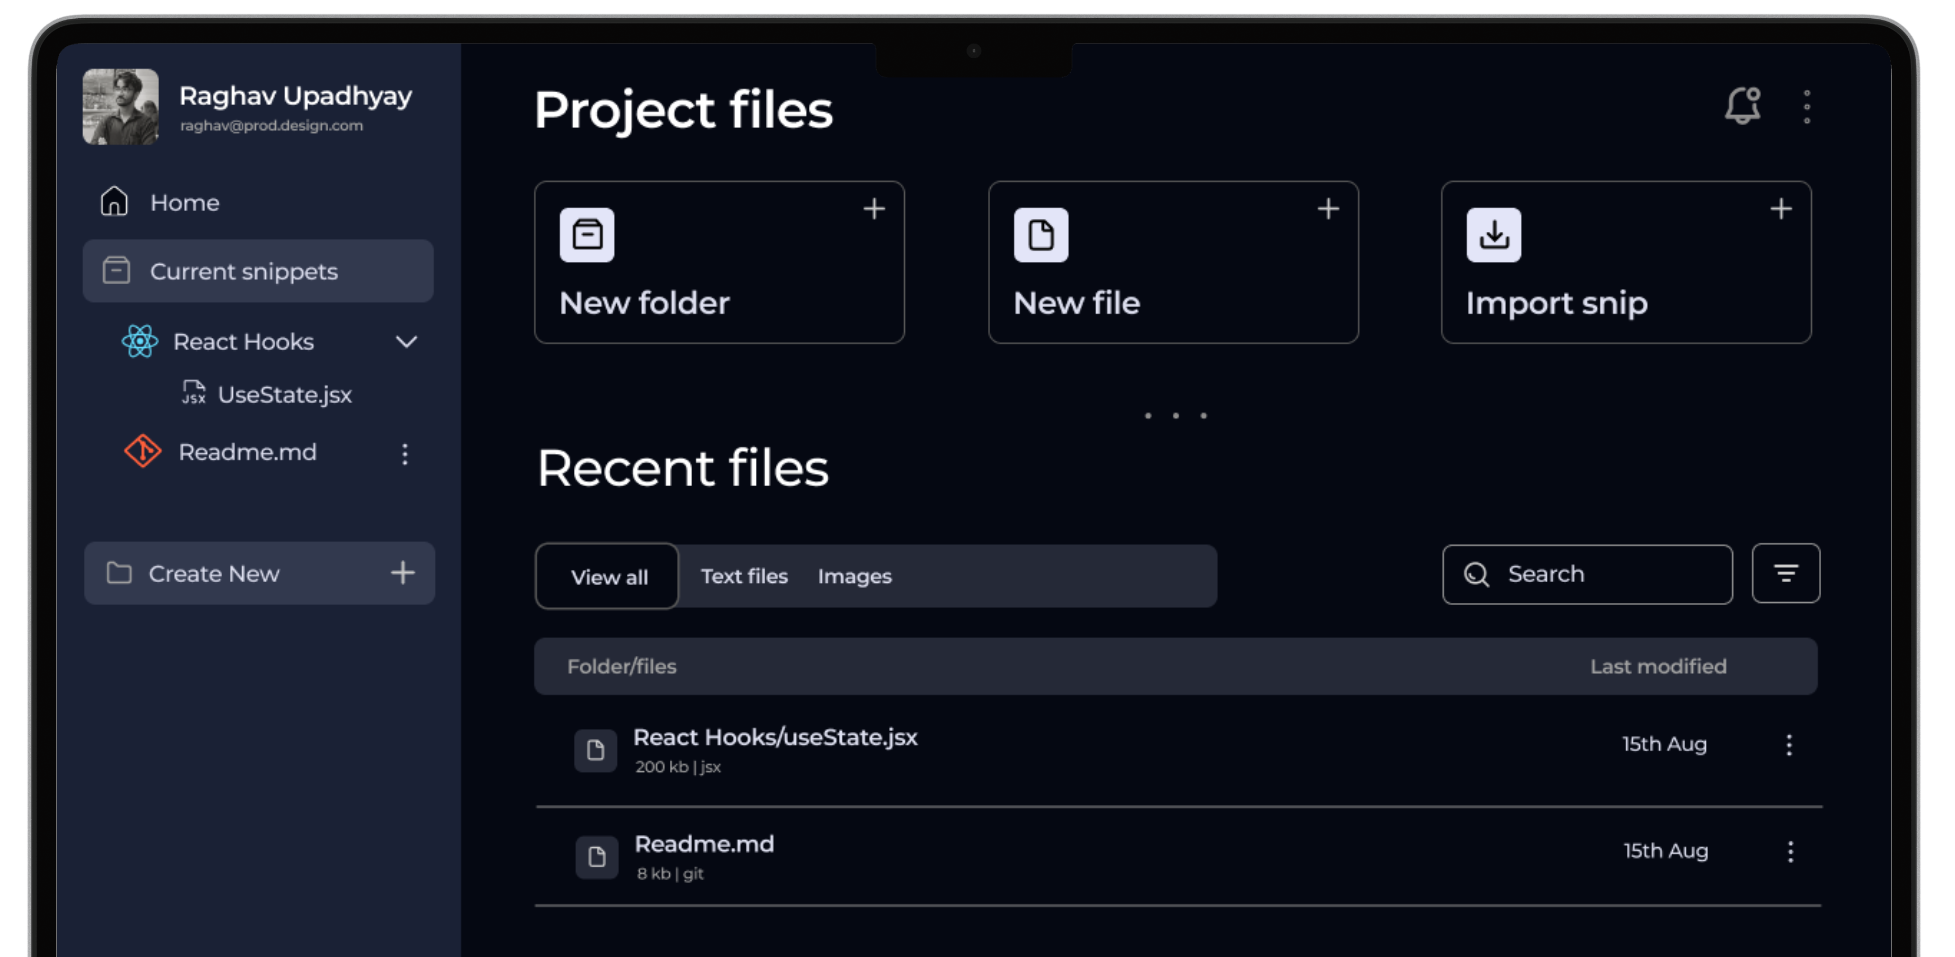 Raghav Upadhyay
raghav@prod.design.com
Home
Current snippets
React Hooks
JSX UseState.jsx
Readme.md
Create New
Project files
New folder
New file
Import snip
Recent files
View all Text files Images
Search
Folder/files Last modified
React Hooks/useState.jsx
200 kb | jsx
15th Aug
Readme.md
8 kb | git
15th Aug